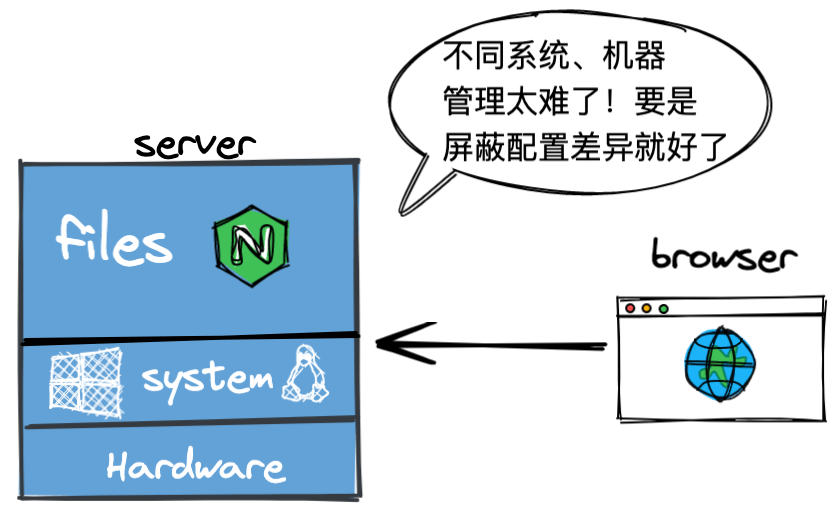 不同系统、机器
管理太难了！要是
屏蔽配置差异就好了
server
files N
browser
system
Hardware